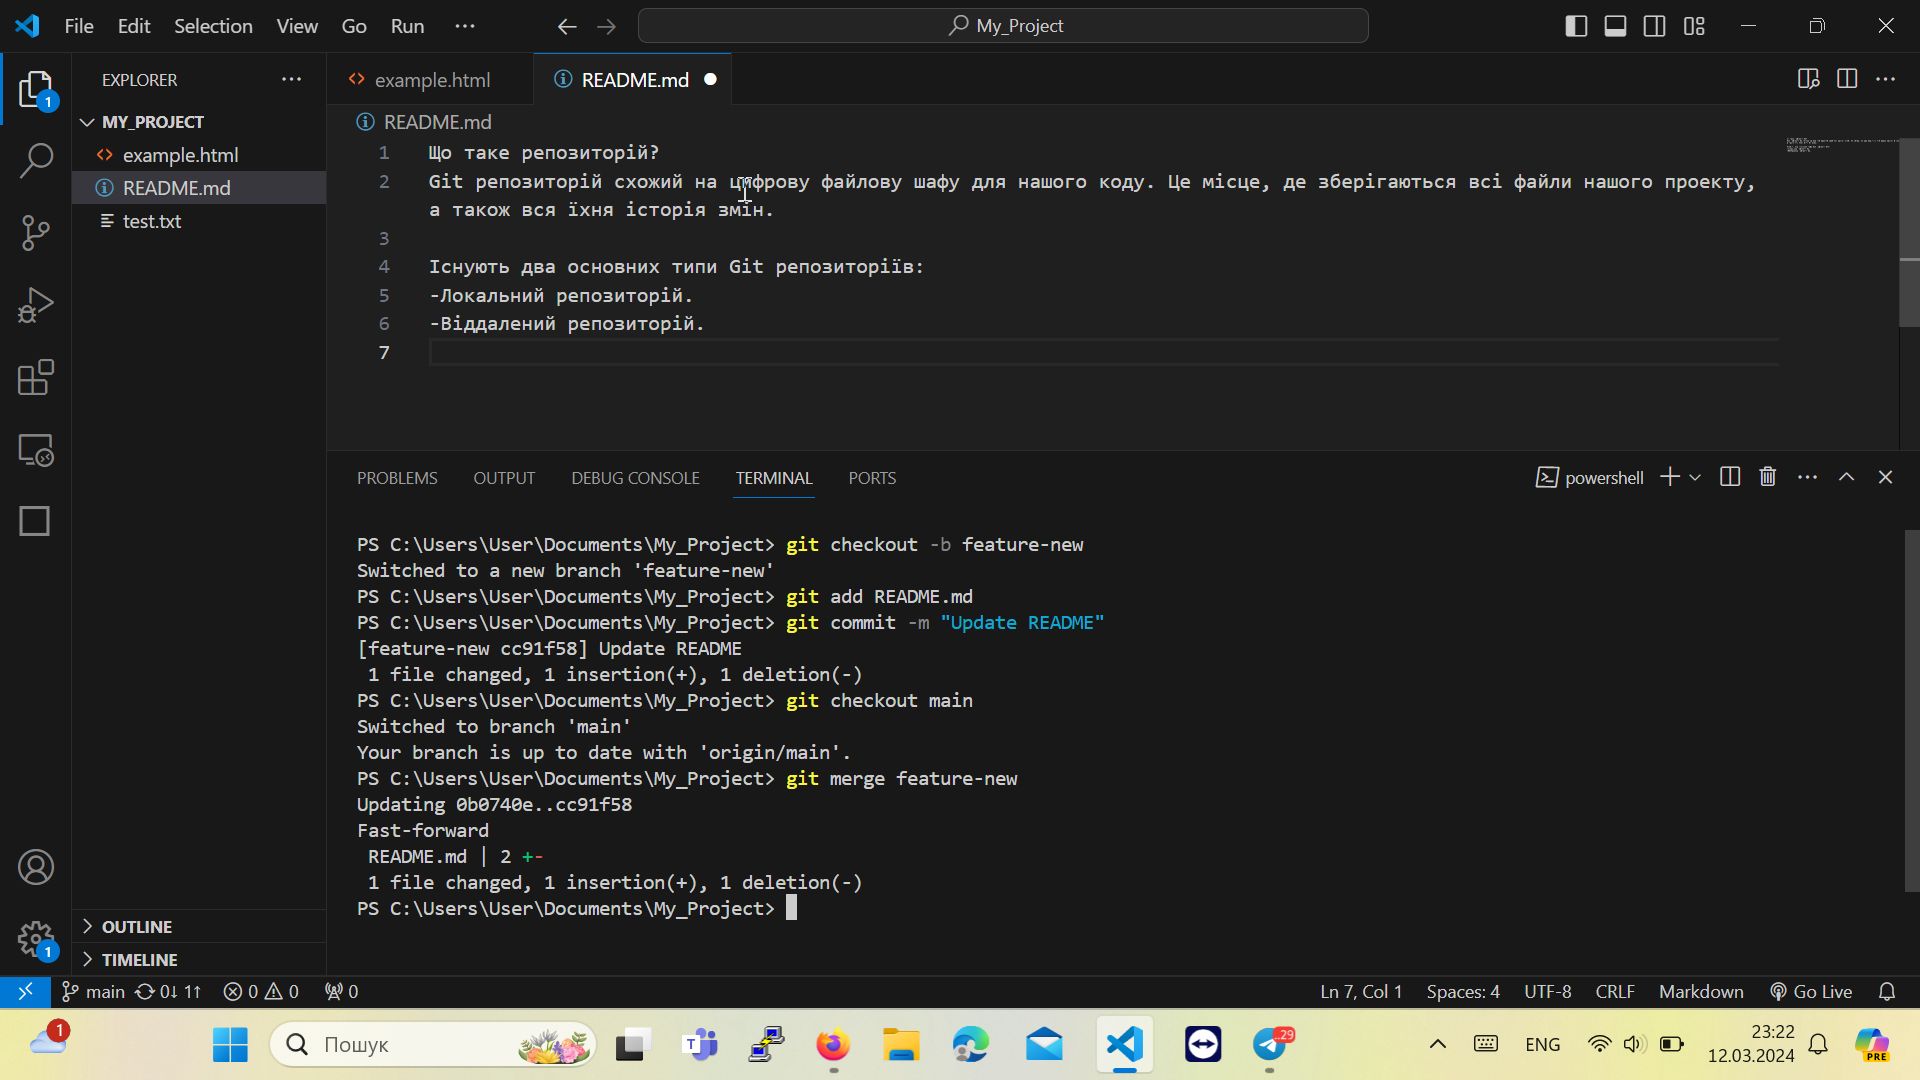 File Edit Selection View Go Run ··· My_Project
EXPLORER ···
MY_PROJECT
example.html
README.md
test.txt
OUTLINE
TIMELINE
1
1
example.html README.md
README.md
1 Що таке репозиторій?
2 Git репозиторій схожий на цифрову файлову шафу для нашого коду. Це місце, де зберігаються всі файли нашого проекту,
а також вся їхня історія змін.
3
4 Існують два основних типи Git репозиторіїв:
5 -Локальний репозиторій.
6 -Віддалений репозиторій.
7
PROBLEMS OUTPUT DEBUG CONSOLE TERMINAL PORTS powershell
PS C:\Users\User\Documents\My_Project> git checkout -b feature-new
Switched to a new branch 'feature-new'
PS C:\Users\User\Documents\My_Project> git add README.md
PS C:\Users\User\Documents\My_Project> git commit -m "Update README"
[feature-new cc91f58] Update README
1 file changed, 1 insertion(+), 1 deletion(-)
PS C:\Users\User\Documents\My_Project> git checkout main
Switched to branch 'main'
Your branch is up to date with 'origin/main'.
PS C:\Users\User\Documents\My_Project> git merge feature-new
Updating 0b0740e..cc91f58
Fast-forward
README.md | 2 +-
1 file changed, 1 insertion(+), 1 deletion(-)
PS C:\Users\User\Documents\My_Project>
main 0↓ 1↑ 0 0 0 Ln 7, Col 1 Spaces: 4 UTF-8 CRLF Markdown Go Live
1 Пошук ..29 ENG 23:22
12.03.2024 PRE